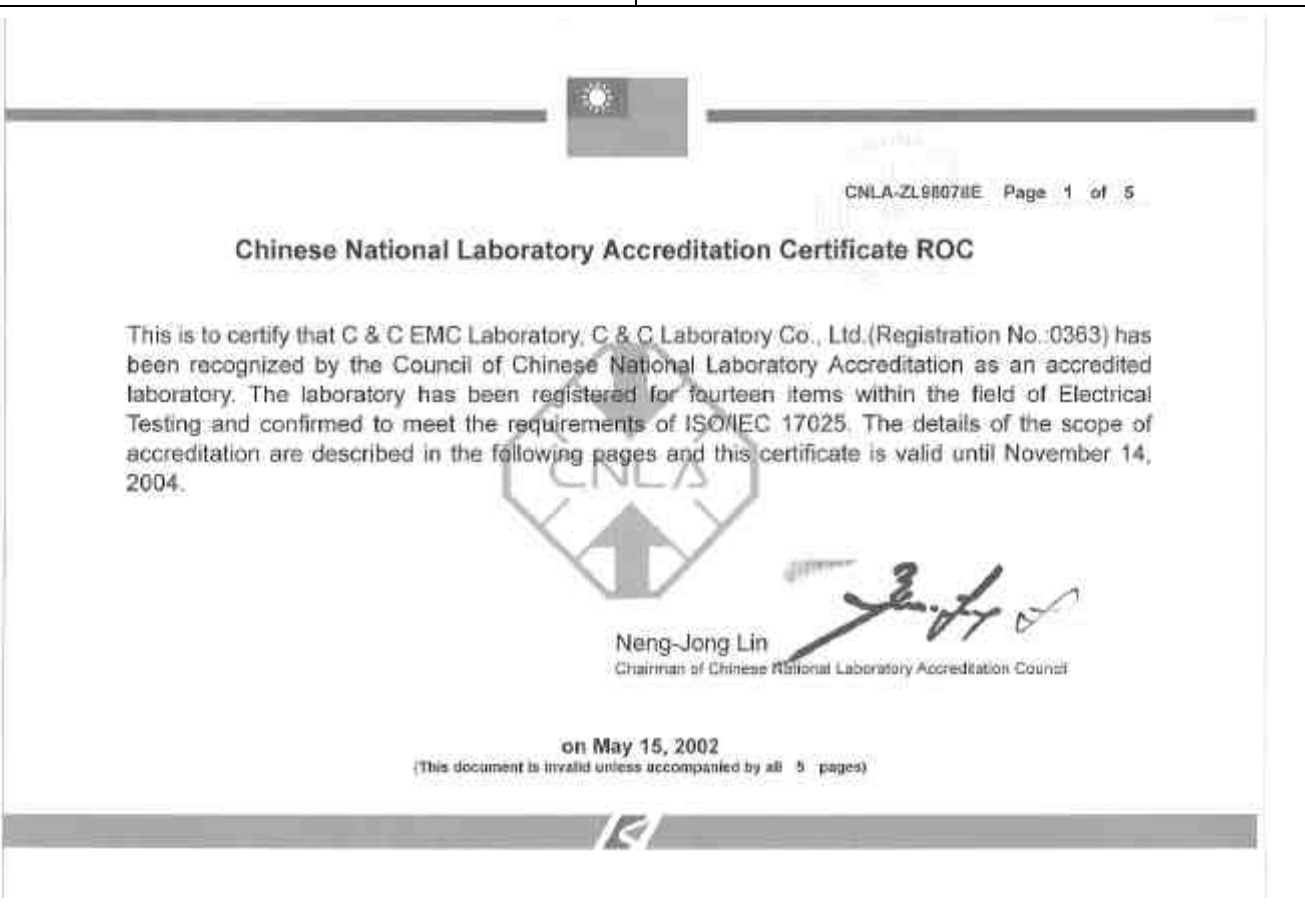 CNLA-ZL98078E Page 1 of 5
Chinese National Laboratory Accreditation Certificate ROC
This is to certify that C & C EMC Laboratory, C & C Laboratory Co., Ltd.(Registration No.:0363) has
been recognized by the Council of Chinese National Laboratory Accreditation as an accredited
laboratory. The laboratory has been registered for fourteen items within the field of Electrical
Testing and confirmed to meet the requirements of ISO/IEC 17025. The details of the scope of
accreditation are described in the following pages and this certificate is valid until November 14,
2004.
CNLA
Neng-Jong Lin
Chairman of Chinese National Laboratory Accreditation Council
on May 15, 2002
(This document is invalid unless accompanied by all 5 pages)